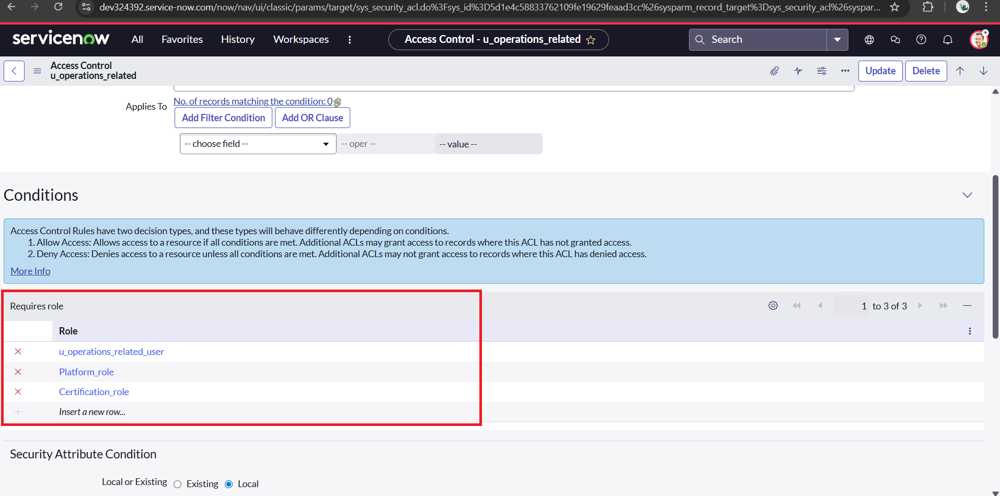 dev324392.service-now.com/now/nav/ui/classic/params/target/sys_security_acl.do%3Fsys_id%3D5d1e4c58833762109fe19629feaad3cc%26sysparm_record_target%3Dsys_security_acl%26syspar...
servicenow All Favorites History Workspaces Access Control - u_operations_related Search
Access Control
u_operations_related
Update Delete
Applies To
No. of records matching the condition: 0
Add Filter Condition Add OR Clause
-- choose field -- -- oper -- -- value --
Conditions
Access Control Rules have two decision types, and these types will behave differently depending on conditions.
1. Allow Access: Allows access to a resource if all conditions are met. Additional ACLs may grant access to records where this ACL has not granted access.
2. Deny Access: Denies access to a resource unless all conditions are met. Additional ACLs may not grant access to records where this ACL has denied access.
More Info
Requires role 1 to 3 of 3
Role
u_operations_related_user
Platform_role
Certification_role
Insert a new row...
Security Attribute Condition
Local or Existing Existing Local